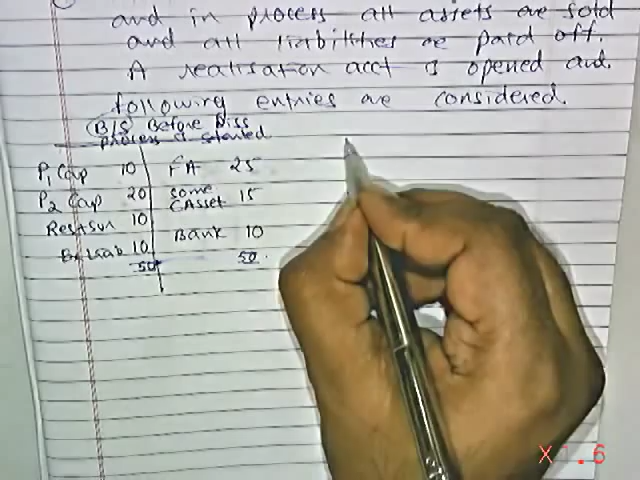 and in process all assets are sold
and all liabilities are paid off.
A realisation acct is opened and
following entries are considered.
B/S Before Diss
process is started
P1 Cap 10 FA 25
P2 Cap 20 Some CAsset 15
Res+Sur 10
Bank 10
Ex Liab 10
50 50.
X1.6